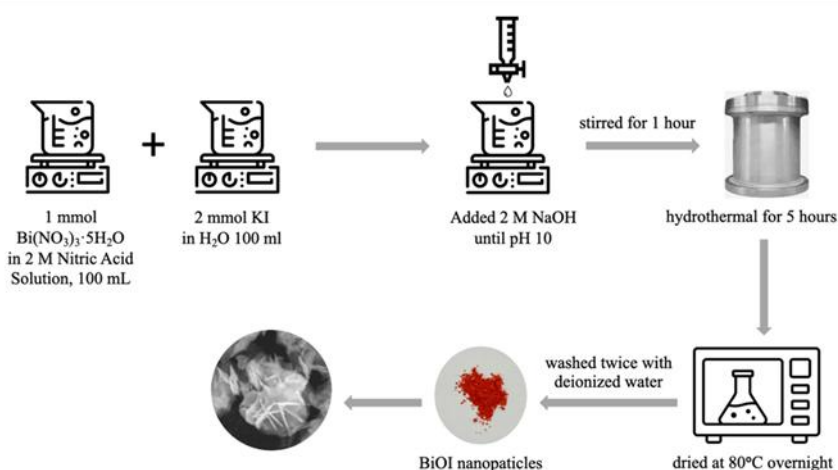 1 mmol
Bi(NO₃)₃·5H₂O
in 2 M Nitric Acid
Solution, 100 mL
+
2 mmol KI
in H₂O 100 ml
Added 2 M NaOH
until pH 10
stirred for 1 hour
hydrothermal for 5 hours
dried at 80°C overnight
washed twice with
deionized water
BiOI nanopaticles